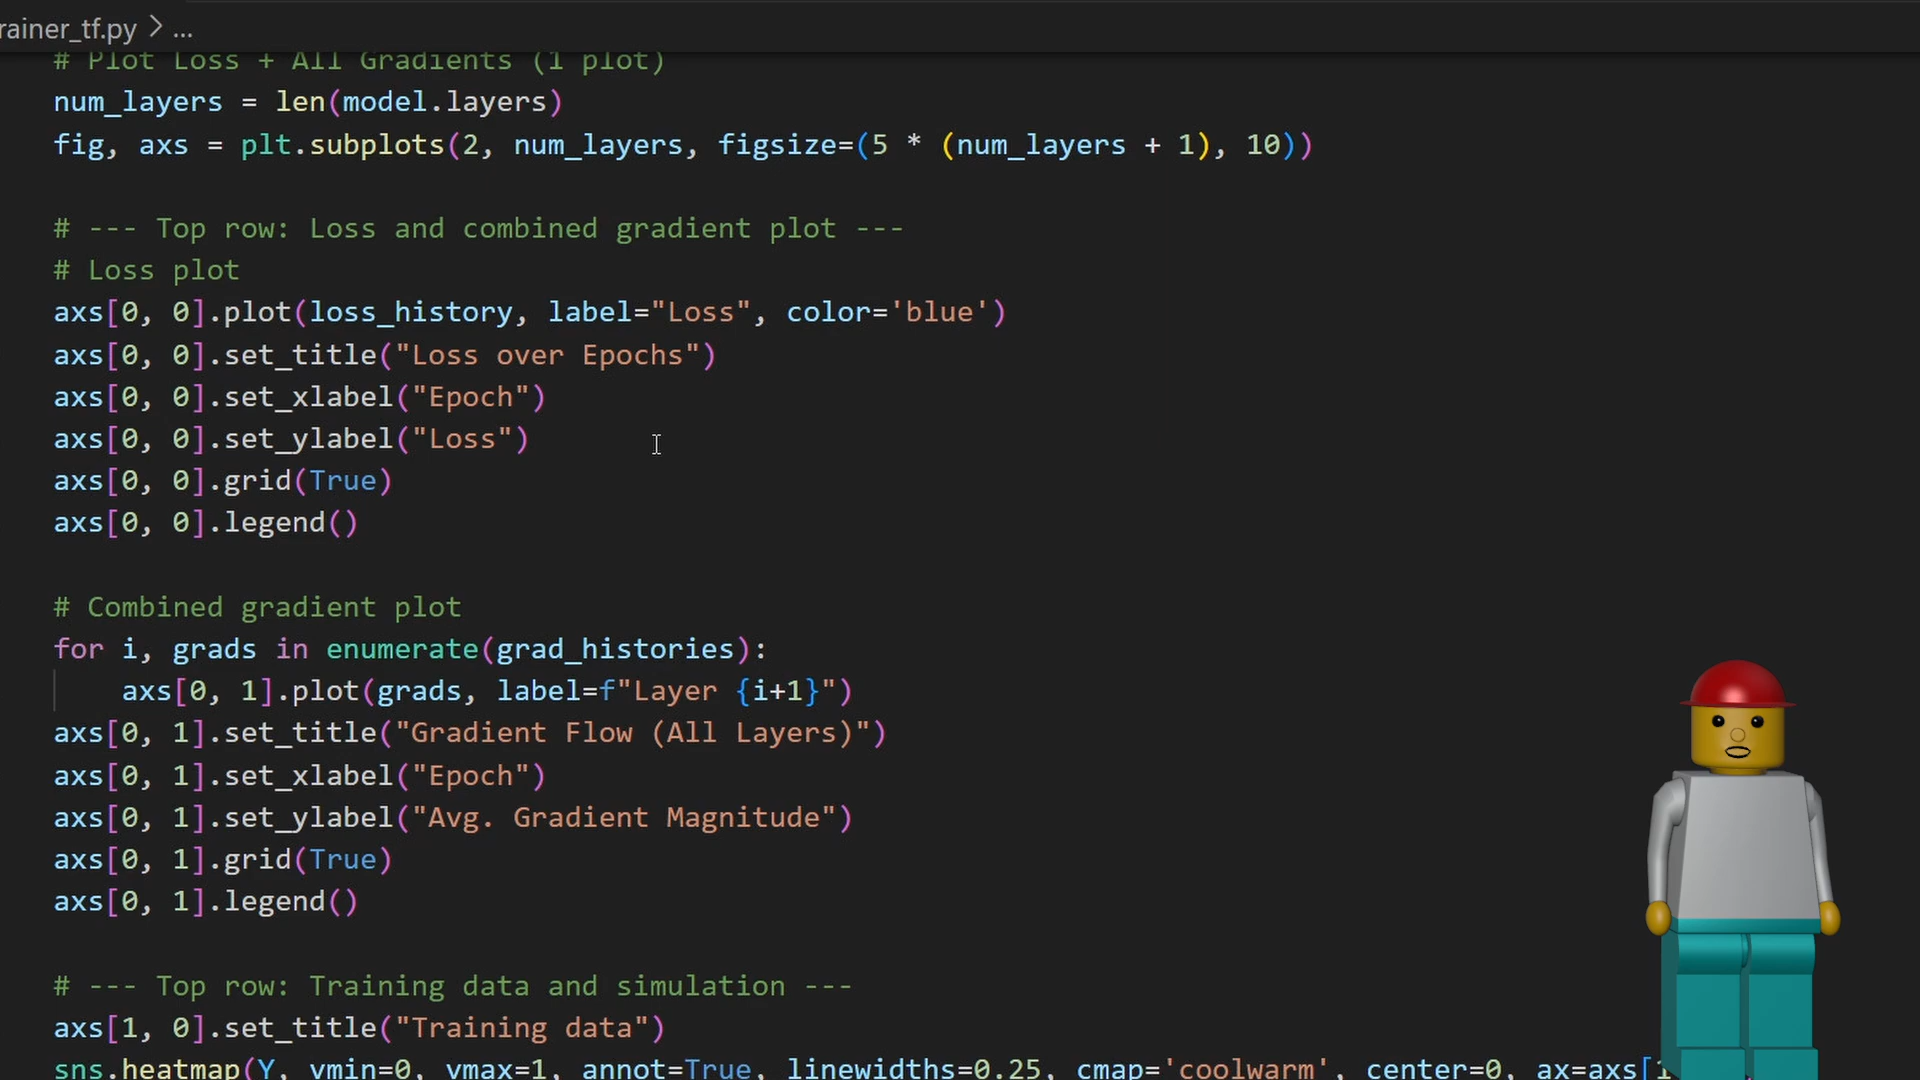 rainer_tf.py > ...
# Plot Loss + All Gradients (1 plot)
num_layers = len(model.layers)
fig, axs = plt.subplots(2, num_layers, figsize=(5 * (num_layers + 1), 10))
# --- Top row: Loss and combined gradient plot ---
# Loss plot
axs[0, 0].plot(loss_history, label="Loss", color='blue')
axs[0, 0].set_title("Loss over Epochs")
axs[0, 0].set_xlabel("Epoch")
axs[0, 0].set_ylabel("Loss")
axs[0, 0].grid(True)
axs[0, 0].legend()
# Combined gradient plot
for i, grads in enumerate(grad_histories):
    axs[0, 1].plot(grads, label=f"Layer {i+1}")
axs[0, 1].set_title("Gradient Flow (All Layers)")
axs[0, 1].set_xlabel("Epoch")
axs[0, 1].set_ylabel("Avg. Gradient Magnitude")
axs[0, 1].grid(True)
axs[0, 1].legend()
# --- Top row: Training data and simulation ---
axs[1, 0].set_title("Training data")
sns.heatmap(Y, vmin=0, vmax=1, annot=True, linewidths=0.25, cmap='coolwarm', center=0, ax=axs[1